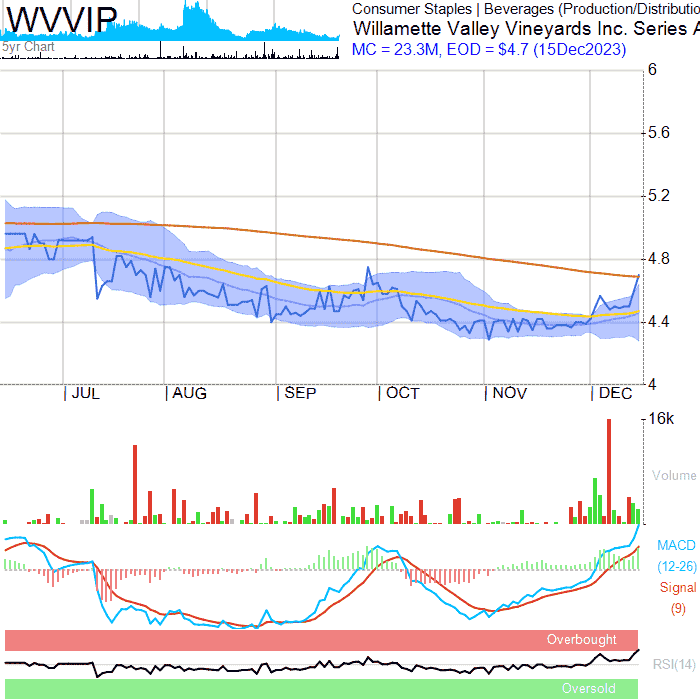 WVVIP
5yr Chart
Consumer Staples | Beverages (Production/Distributio
Willamette Valley Vineyards Inc. Series A
MC = 23.3M, EOD = $4.7 (15Dec2023)
6
5.6
5.2
4.8
4.4
4
JUL AUG SEP OCT NOV DEC
16k
Volume
MACD
(12-26)
Signal
(9)
Overbought
RSI(14)
Oversold